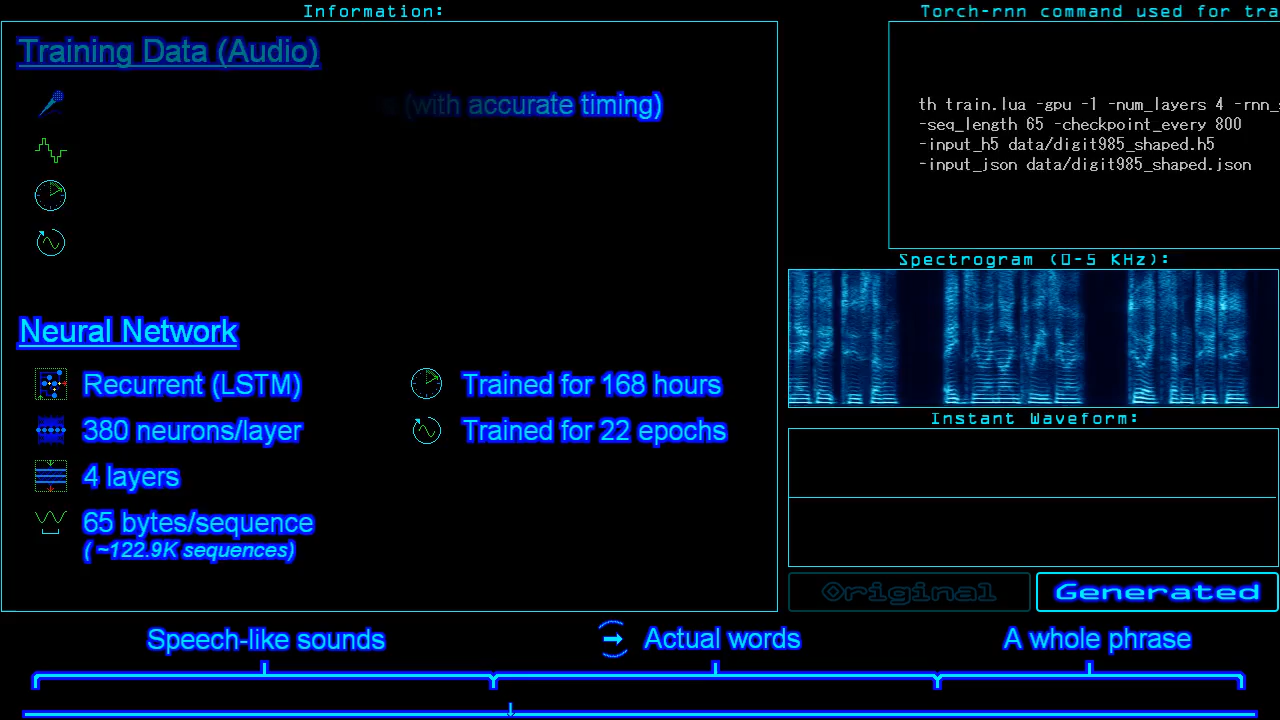 Information:
Training Data (Audio)
(with accurate timing)
Neural Network
Recurrent (LSTM)
380 neurons/layer
4 layers
65 bytes/sequence
( ~122.9K sequences)
Trained for 168 hours
Trained for 22 epochs
Torch-rnn command used for tra
th train.lua -gpu -1 -num_layers 4 -rnn_
-seq_length 65 -checkpoint_every 800
-input_h5 data/digit985_shaped.h5
-input_json data/digit985_shaped.json
Spectrogram (0-5 KHz):
Instant Waveform:
Original
Generated
Speech-like sounds
Actual words
A whole phrase